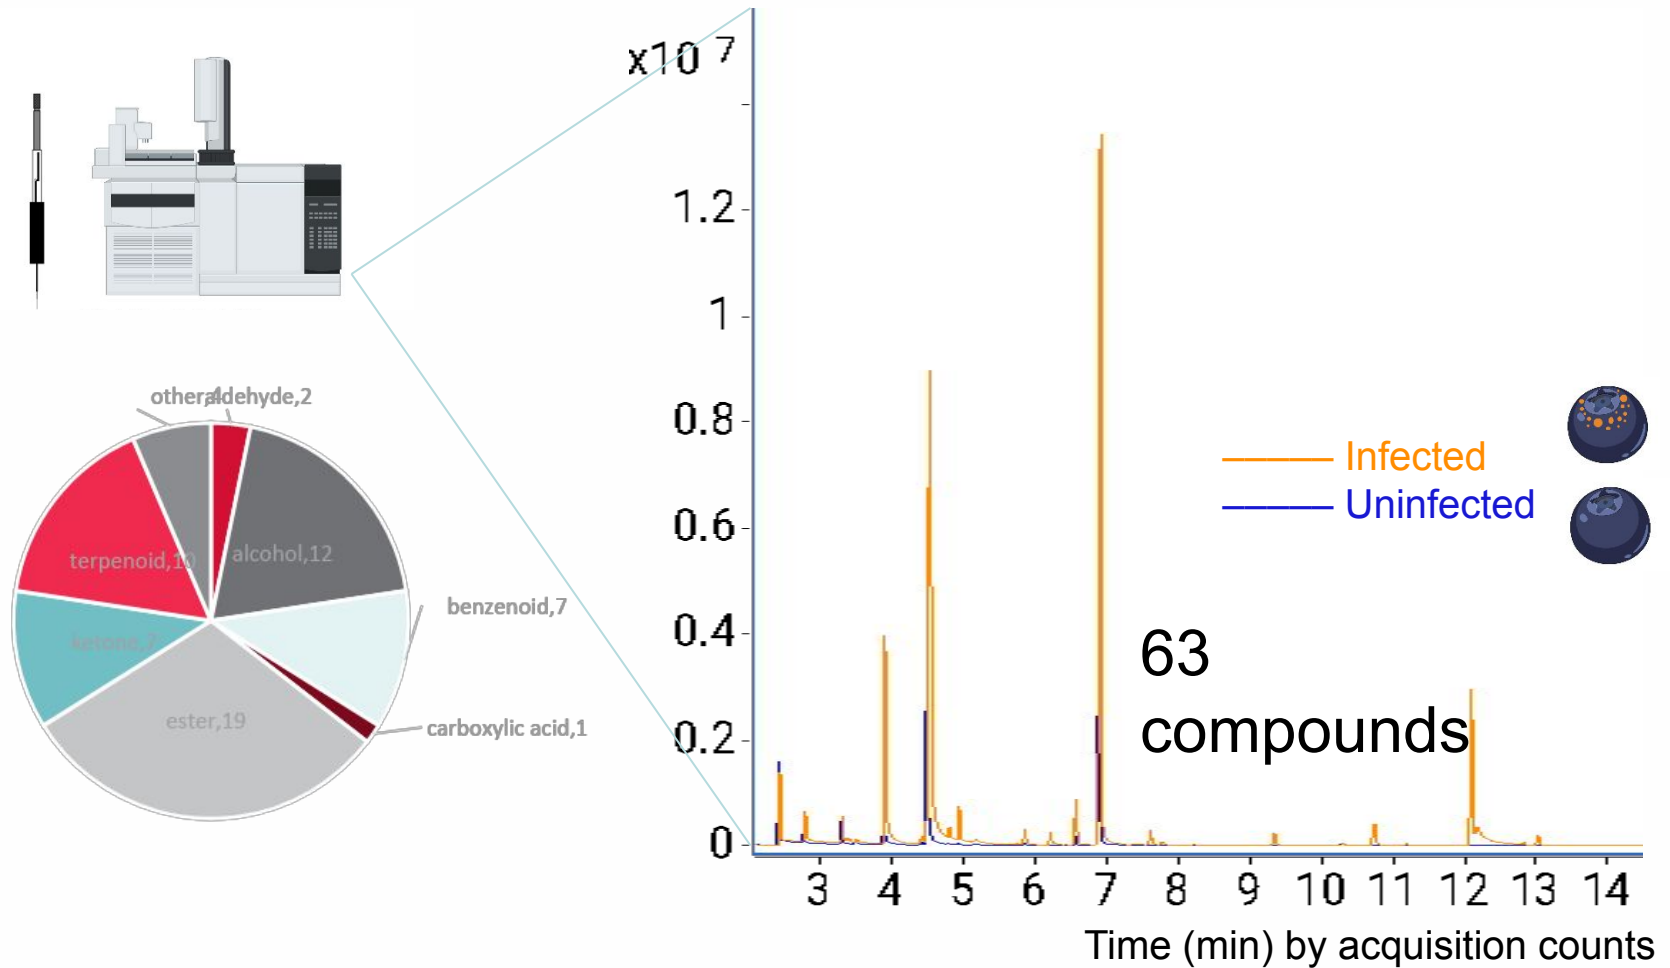 x10 7
1.2
1
0.8
0.6
0.4
0.2
0
3 4 5 6 7 8 9 10 11 12 13 14
Time (min) by acquisition counts
Infected
Uninfected
63
compounds
other,4
aldehyde,2
alcohol,12
benzenoid,7
carboxylic acid,1
ester,19
ketone,7
terpenoid,10